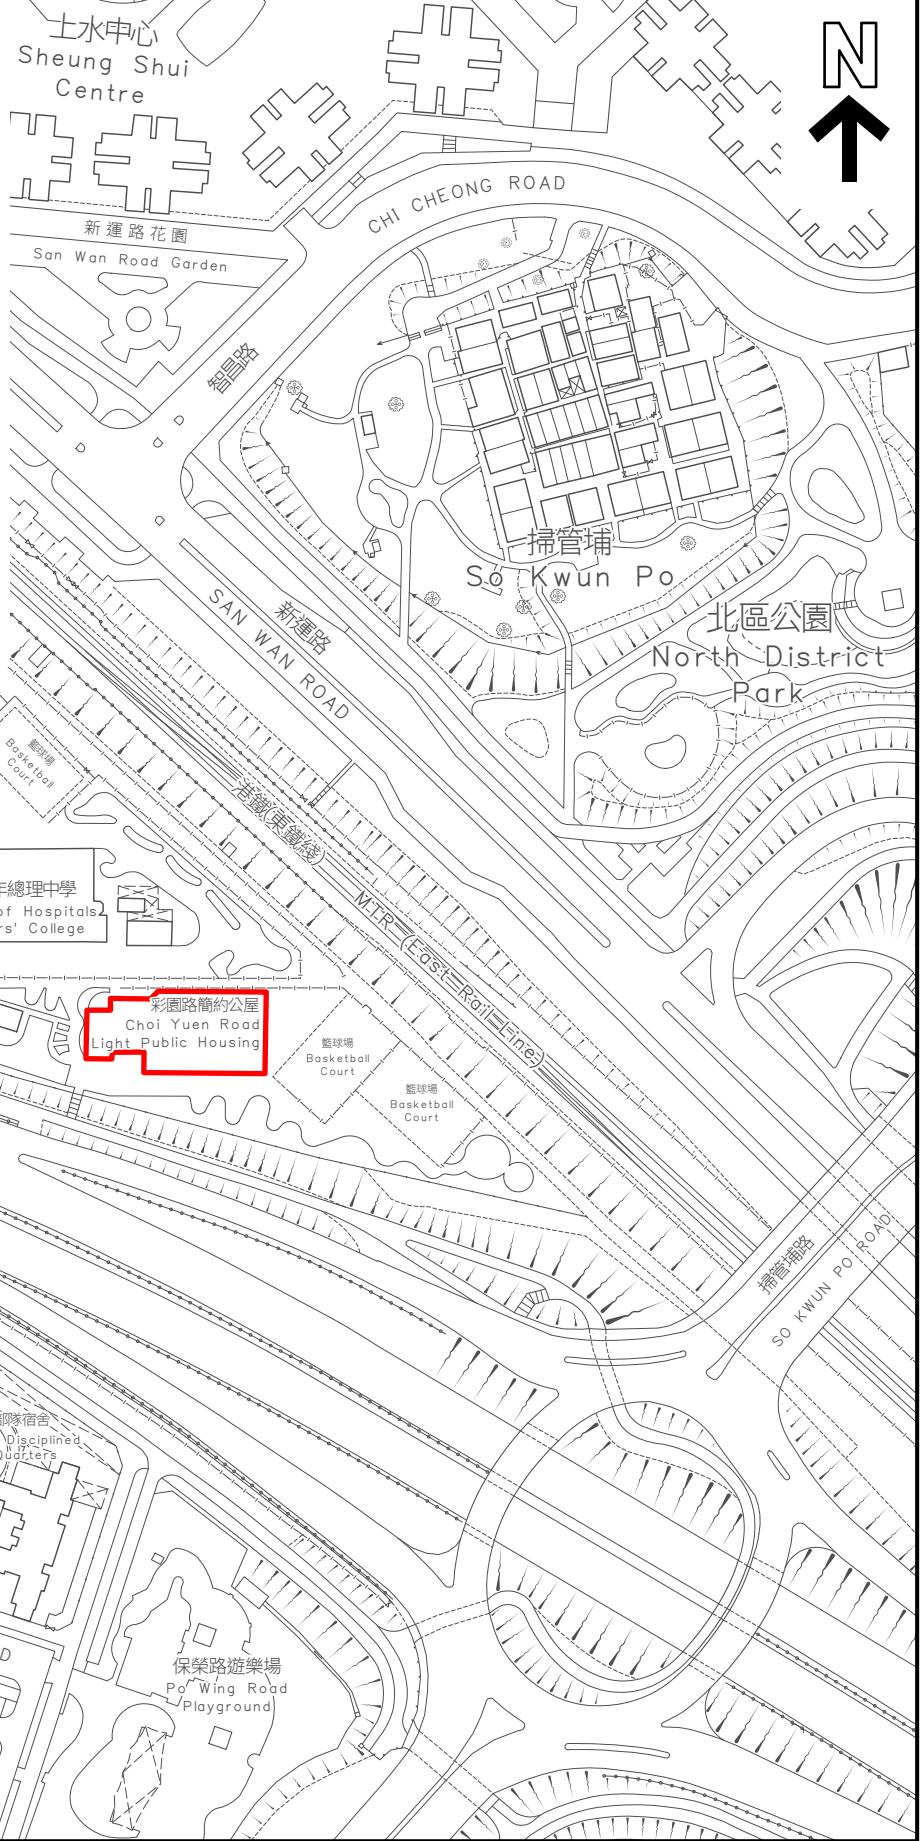 上水中心
Sheung Shui
Centre
N
新運路花園
San Wan Road Garden
CHI CHEONG ROAD
智昌路
掃管埔
So Kwun Po
新運路
SAN WAN ROAD
北區公園
North District
Park
籃球場
Basketball
Court
港鐵(東鐵綫)
MTR (East Rail Line)
年總理中學
of Hospitals
rs' College
彩園路簡約公屋
Choi Yuen Road
Light Public Housing
籃球場
Basketball
Court
籃球場
Basketball
Court
掃管埔路
SO KWUN PO ROAD
部隊宿舍
Disciplined
Quarters
D
保榮路遊樂場
Po Wing Road
Playground